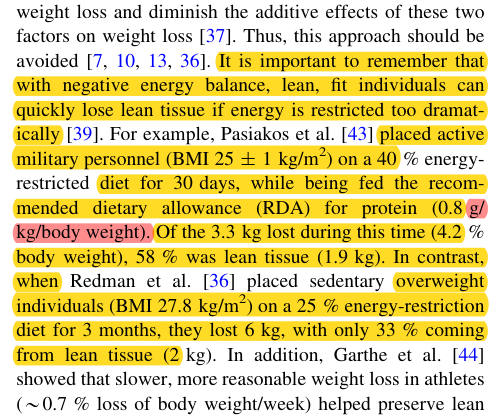 weight loss and diminish the additive effects of these two
factors on weight loss [37]. Thus, this approach should be
avoided [7, 10, 13, 36]. It is important to remember that
with negative energy balance, lean, fit individuals can
quickly lose lean tissue if energy is restricted too dramat-
ically [39]. For example, Pasiakos et al. [43] placed active
military personnel (BMI 25 ± 1 kg/m²) on a 40 % energy-
restricted diet for 30 days, while being fed the recom-
mended dietary allowance (RDA) for protein (0.8 g/
kg/body weight). Of the 3.3 kg lost during this time (4.2 %
body weight), 58 % was lean tissue (1.9 kg). In contrast,
when Redman et al. [36] placed sedentary overweight
individuals (BMI 27.8 kg/m²) on a 25 % energy-restriction
diet for 3 months, they lost 6 kg, with only 33 % coming
from lean tissue (2 kg). In addition, Garthe et al. [44]
showed that slower, more reasonable weight loss in athletes
(~0.7 % loss of body weight/week) helped preserve lean